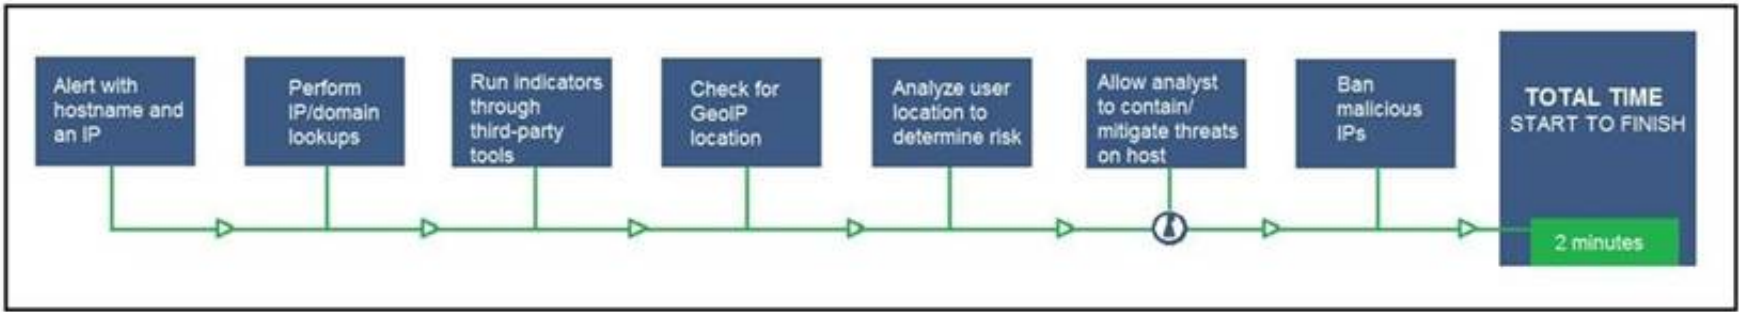 Alert with
hostname and
an IP
Perform
IP/domain
lookups
Run indicators
through
third-party
tools
Check for
GeoIP
location
Analyze user
location to
determine risk
Allow analyst
to contain/
mitigate threats
on host
Ban
malicious
IPs
TOTAL TIME
START TO FINISH
2 minutes